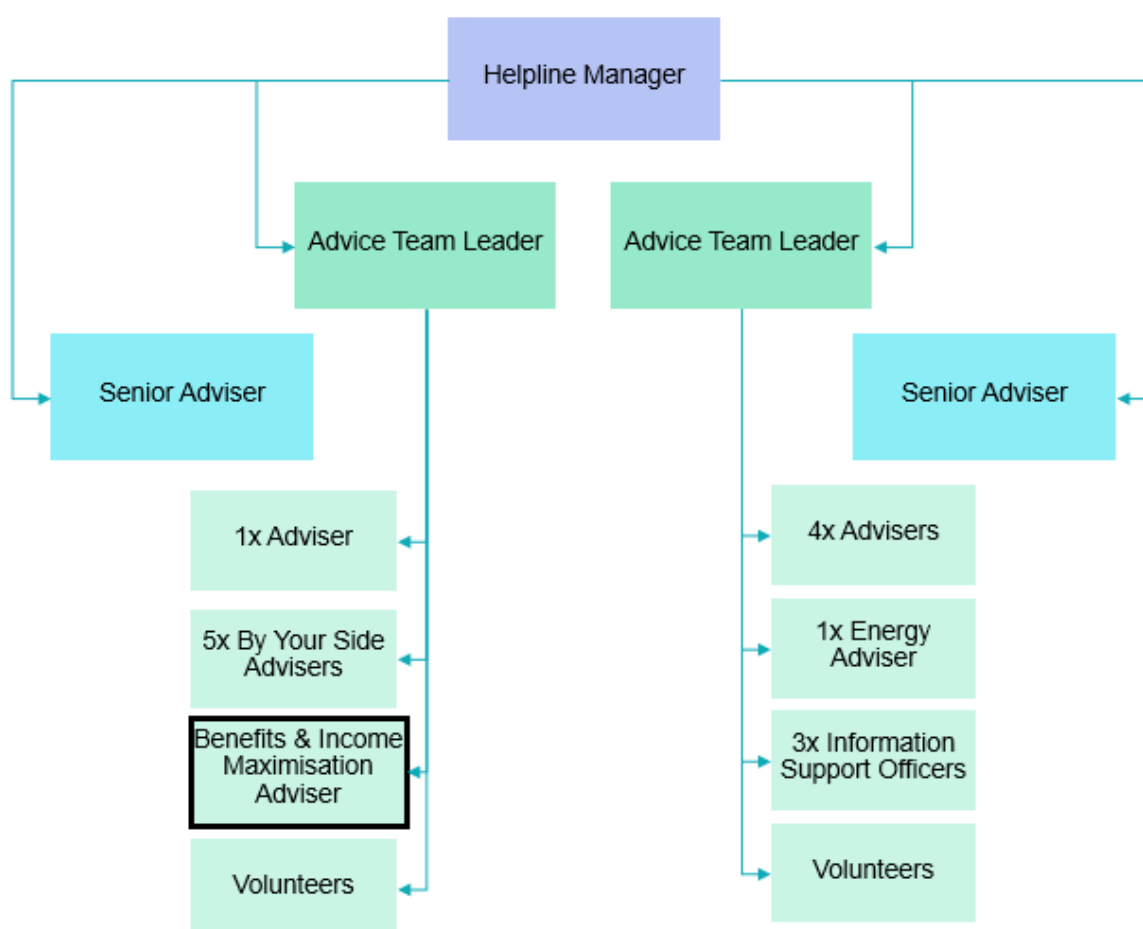 Helpline Manager
Advice Team Leader
Advice Team Leader
Senior Adviser
Senior Adviser
1x Adviser
5x By Your Side
Advisers
Benefits & Income
Maximisation
Adviser
Volunteers
4x Advisers
1x Energy
Adviser
3x Information
Support Officers
Volunteers